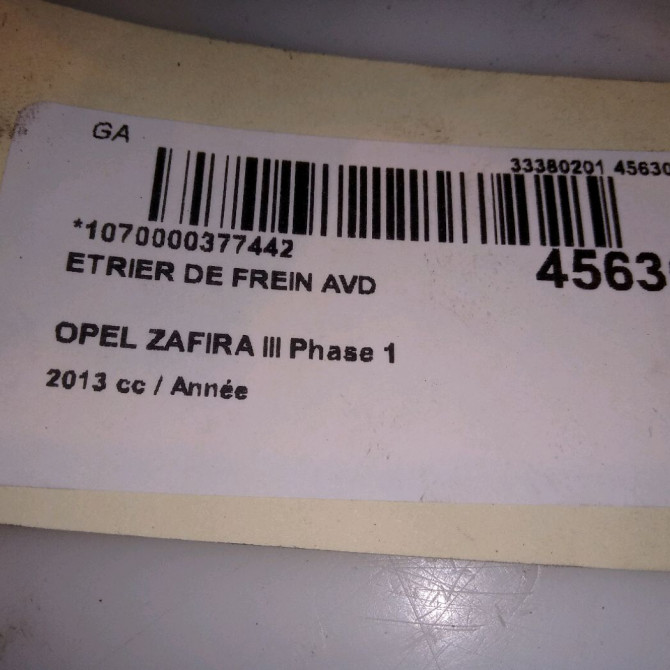 GA
33380201 45630
*1070000377442
ETRIER DE FREIN AVD
4563
OPEL ZAFIRA III Phase 1
2013 cc / Année